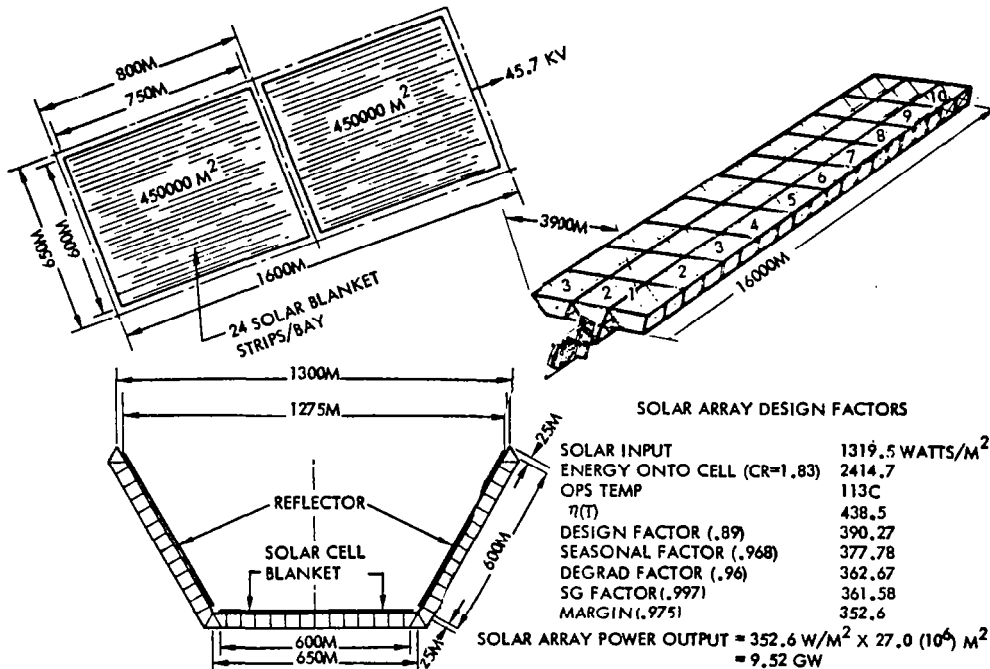 800M
750M
450000 M²
450000 M²
45.7 KV
650M
600M
1600M
24 SOLAR BLANKET
STRIPS/BAY
3900M
16000M
3
2
1
2
3
4
5
6
7
8
9
10
1300M
1275M
25M
REFLECTOR
SOLAR CELL
BLANKET
600M
600M
650M
25M
SOLAR ARRAY DESIGN FACTORS
SOLAR INPUT 1319.5 WATTS/M²
ENERGY ONTO CELL (CR=1.83) 2414.7
OPS TEMP 113C
η(T) 438.5
DESIGN FACTOR (.89) 390.27
SEASONAL FACTOR (.968) 377.78
DEGRAD FACTOR (.96) 362.67
SG FACTOR (.997) 361.58
MARGIN (.975) 352.6
SOLAR ARRAY POWER OUTPUT = 352.6 W/M² X 27.0 (10⁶) M²
= 9.52 GW